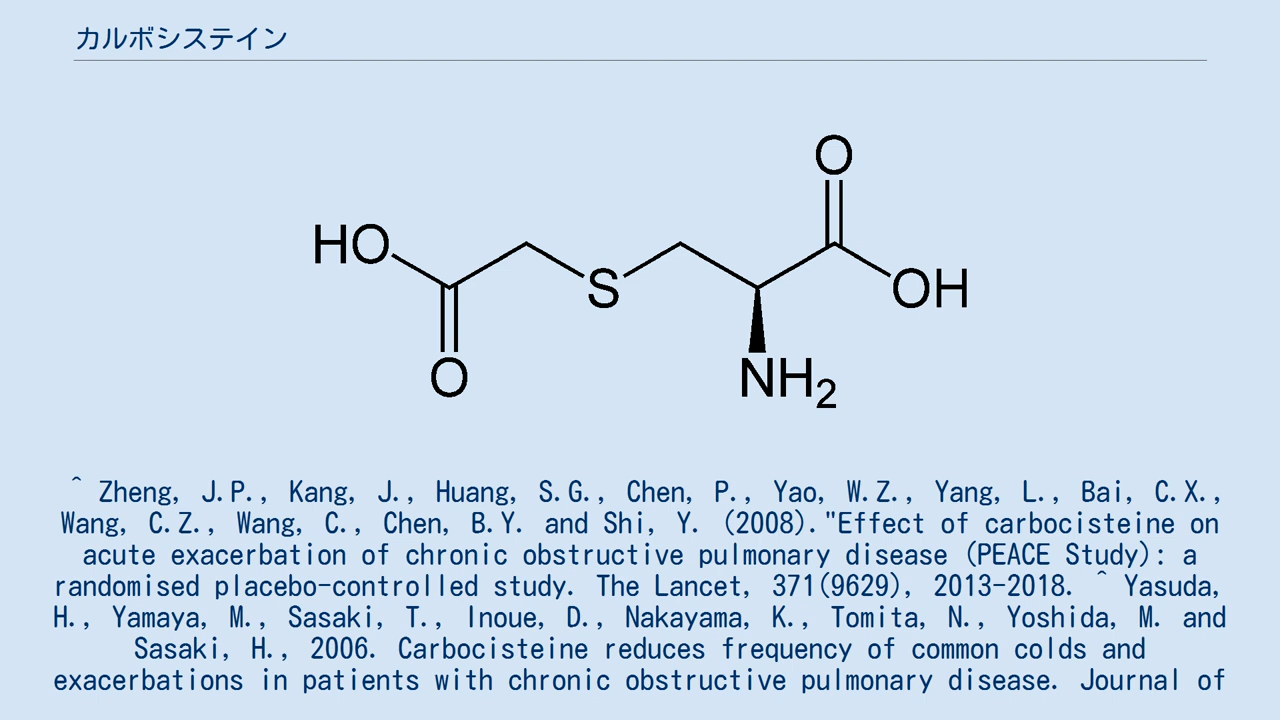 カルボシステイン
O
HO
S
OH
O
NH2
^ Zheng, J.P., Kang, J., Huang, S.G., Chen, P., Yao, W.Z., Yang, L., Bai, C.X.,
Wang, C.Z., Wang, C., Chen, B.Y. and Shi, Y. (2008)."Effect of carbocisteine on
acute exacerbation of chronic obstructive pulmonary disease (PEACE Study): a
randomised placebo-controlled study. The Lancet, 371(9629), 2013-2018. ^ Yasuda,
H., Yamaya, M., Sasaki, T., Inoue, D., Nakayama, K., Tomita, N., Yoshida, M. and
Sasaki, H., 2006. Carbocisteine reduces frequency of common colds and
exacerbations in patients with chronic obstructive pulmonary disease. Journal of